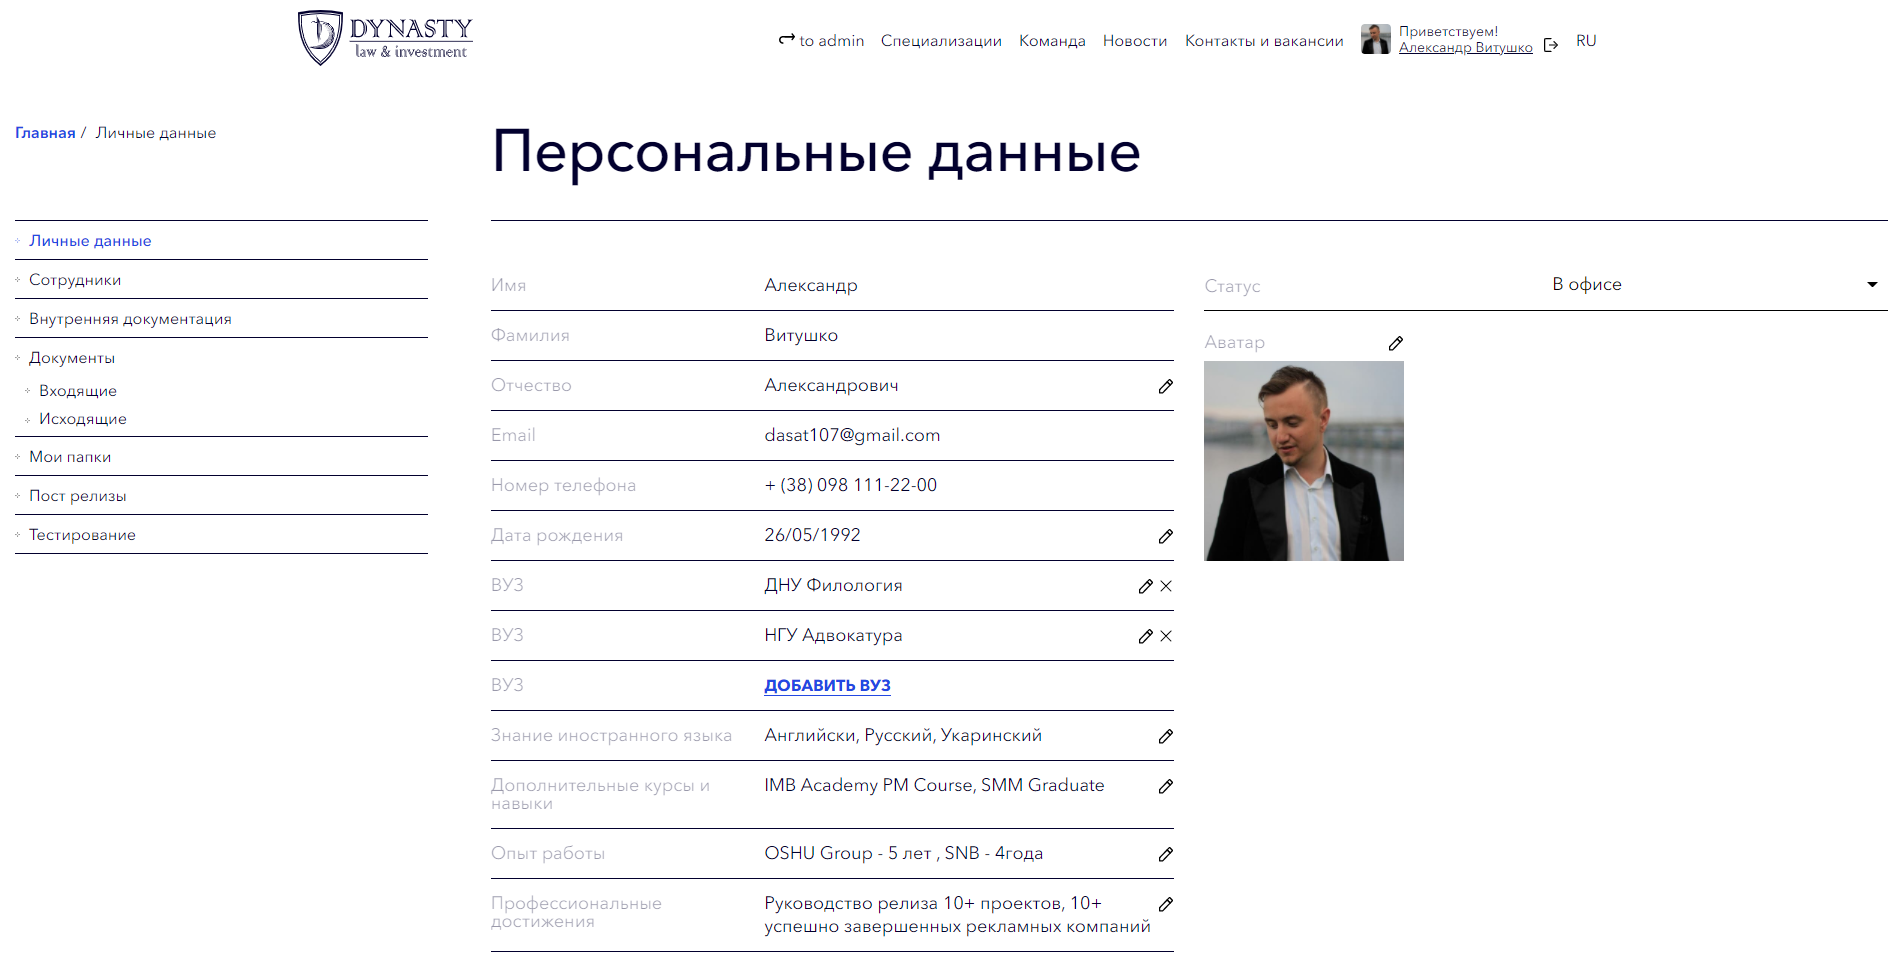 DYNASTY
law & investment
to admin
Специализации
Команда
Новости
Контакты и вакансии
Приветствуем!
Александр Витушко
RU
Главная / Личные данные
Персональные данные
Личные данные
Сотрудники
Внутренняя документация
Документы
Входящие
Исходящие
Мои папки
Пост релизы
Тестирование
Имя Александр
Фамилия Витушко
Отчество Александрович
Email dasat107@gmail.com
Номер телефона + (38) 098 111-22-00
Дата рождения 26/05/1992
ВУЗ ДНУ Филология
ВУЗ НГУ Адвокатура
ВУЗ ДОБАВИТЬ ВУЗ
Знание иностранного языка Английски, Русский, Укаринский
Дополнительные курсы и IMB Academy PM Course, SMM Graduate
навыки
Опыт работы OSHU Group - 5 лет , SNB - 4года
Профессиональные Руководство релиза 10+ проектов, 10+
достижения успешно завершенных рекламных компаний
Статус В офисе
Аватар